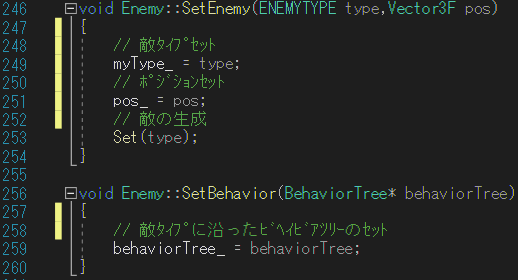 246 void Enemy::SetEnemy(ENEMYTYPE type,Vector3F pos)
247 {
248 // 敵ﾀｲﾌﾟｾｯﾄ
249 myType_ = type;
250 // ﾎﾟｼﾞｼｮﾝｾｯﾄ
251 pos_ = pos;
252 // 敵の生成
253 Set(type);
254 }
255
256 void Enemy::SetBehavior(BehaviorTree* behaviorTree)
257 {
258 // 敵ﾀｲﾌﾟに沿ったﾋﾞﾍｲﾋﾞｱﾂリーのセット
259 behaviorTree_ = behaviorTree;
260 }